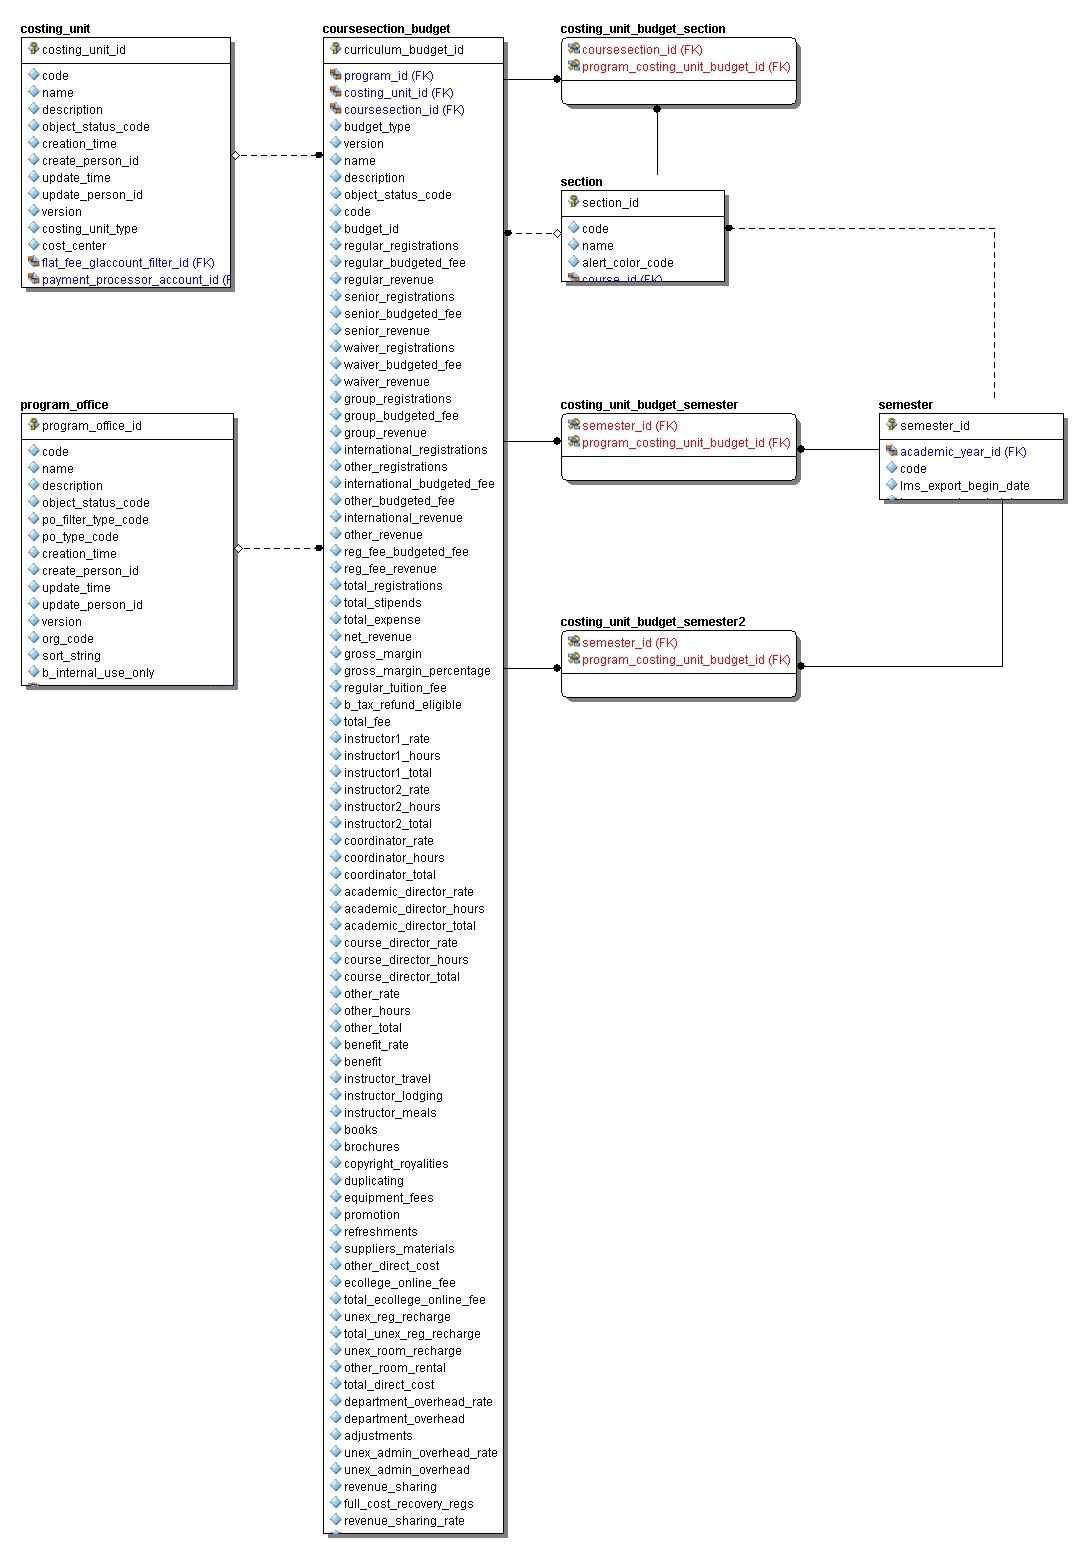 costing_unit
costing_unit_id
code
name
description
object_status_code
creation_time
create_person_id
update_time
update_person_id
version
costing_unit_type
cost_center
flat_fee_glaccount_filter_id (FK)
payment_processor_account_id (F
program_office
program_office_id
code
name
description
object_status_code
po_filter_type_code
po_type_code
creation_time
create_person_id
update_time
update_person_id
version
org_code
sort_string
b_internal_use_only
coursesection_budget
curriculum_budget_id
program_id (FK)
costing_unit_id (FK)
coursesection_id (FK)
budget_type
version
name
description
object_status_code
code
budget_id
regular_registrations
regular_budgeted_fee
regular_revenue
senior_registrations
senior_budgeted_fee
senior_revenue
waiver_registrations
waiver_budgeted_fee
waiver_revenue
group_registrations
group_budgeted_fee
group_revenue
international_registrations
other_registrations
international_budgeted_fee
other_budgeted_fee
international_revenue
other_revenue
reg_fee_budgeted_fee
reg_fee_revenue
total_registrations
total_stipends
total_expense
net_revenue
gross_margin
gross_margin_percentage
regular_tuition_fee
b_tax_refund_eligible
total_fee
instructor1_rate
instructor1_hours
instructor1_total
instructor2_rate
instructor2_hours
instructor2_total
coordinator_rate
coordinator_hours
coordinator_total
academic_director_rate
academic_director_hours
academic_director_total
course_director_rate
course_director_hours
course_director_total
other_rate
other_hours
other_total
benefit_rate
benefit
instructor_travel
instructor_lodging
instructor_meals
books
brochures
copyright_royalities
duplicating
equipment_fees
promotion
refreshments
suppliers_materials
other_direct_cost
ecollege_online_fee
total_ecollege_online_fee
unex_reg_recharge
total_unex_reg_recharge
unex_room_recharge
other_room_rental
total_direct_cost
department_overhead_rate
department_overhead
adjustments
unex_admin_overhead_rate
unex_admin_overhead
revenue_sharing
full_cost_recovery_regs
revenue_sharing_rate
costing_unit_budget_section
coursesection_id (FK)
program_costing_unit_budget_id (FK)
section
section_id
code
name
alert_color_code
course_id (FK)
costing_unit_budget_semester
semester_id (FK)
program_costing_unit_budget_id (FK)
semester
semester_id
academic_year_id (FK)
code
lms_export_begin_date
costing_unit_budget_semester2
semester_id (FK)
program_costing_unit_budget_id (FK)